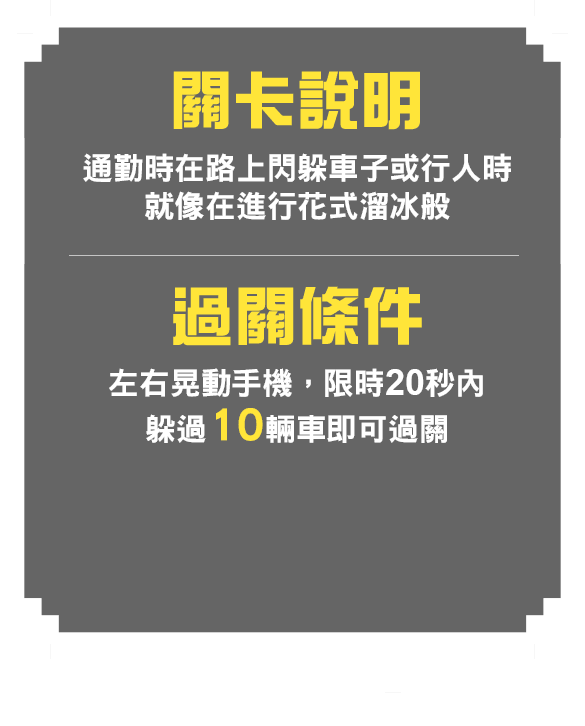 關卡說明
通勤時在路上閃躲車子或行人時
就像在進行花式溜冰般
過關條件
左右晃動手機，限時20秒內
躲過10輛車即可過關